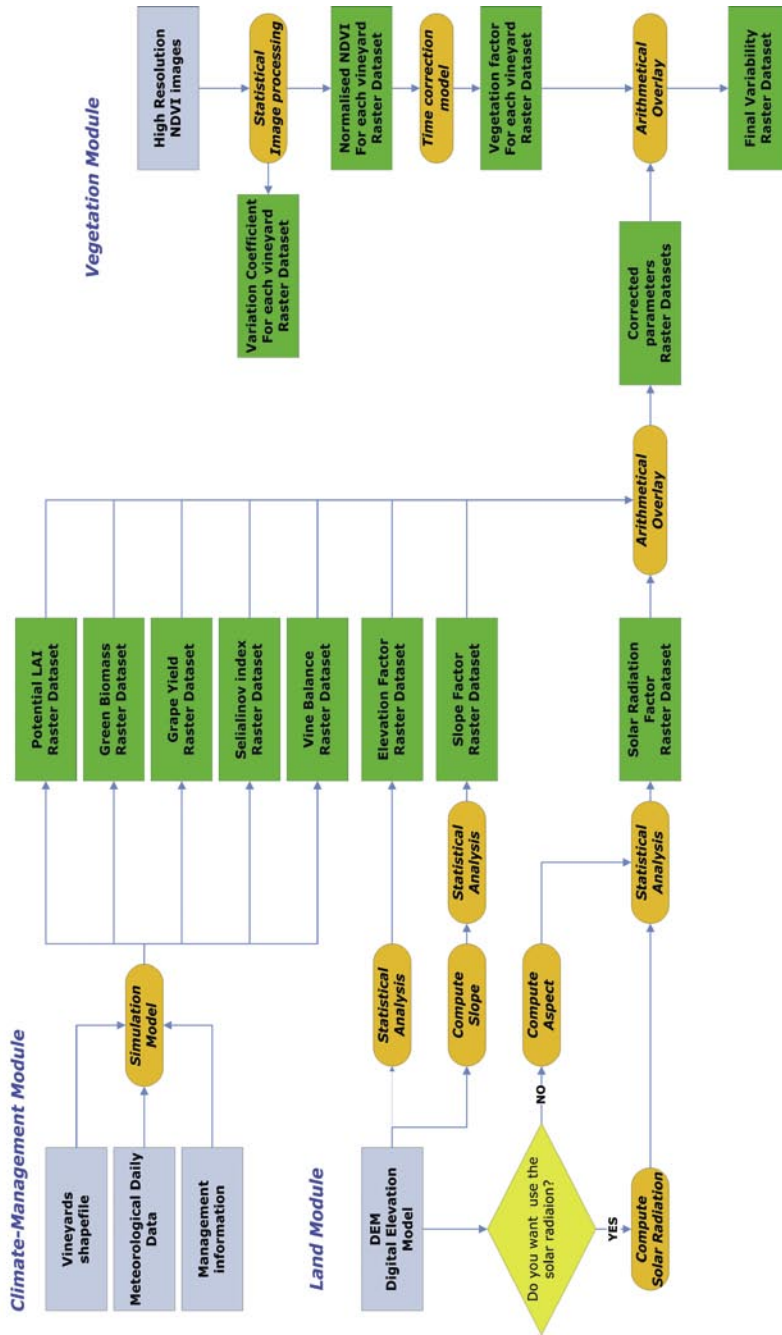 Climate-Management Module
Vineyards
shapefile
Meteorological Daily
Data
Management
information
Simulation
Model
Potential LAI
Raster Dataset
Green Biomass
Raster Dataset
Grape Yield
Raster Dataset
Selialinov index
Raster Dataset
Vine Balance
Raster Dataset
Land Module
DEM
Digital Elevation
Model
Statistical
Analysis
Elevation Factor
Raster Dataset
Compute
Slope
Statistical
Analysis
Slope Factor
Raster Dataset
Do you want use the
solar radiaion?
NO
Compute
Aspect
YES
Compute
Solar Radiation
Statistical
Analysis
Solar Radiation
Factor
Raster Dataset
Arithmetical
Overlay
Corrected
parameters
Raster Datasets
Vegetation Module
High Resolution
NDVI images
Statistical
Image processing
Variation Coefficient
For each vineyard
Raster Dataset
Normalised NDVI
For each vineyard
Raster Dataset
Time correction
model
Vegetation factor
For each vineyard
Raster Dataset
Arithmetical
Overlay
Final Variability
Raster Dataset